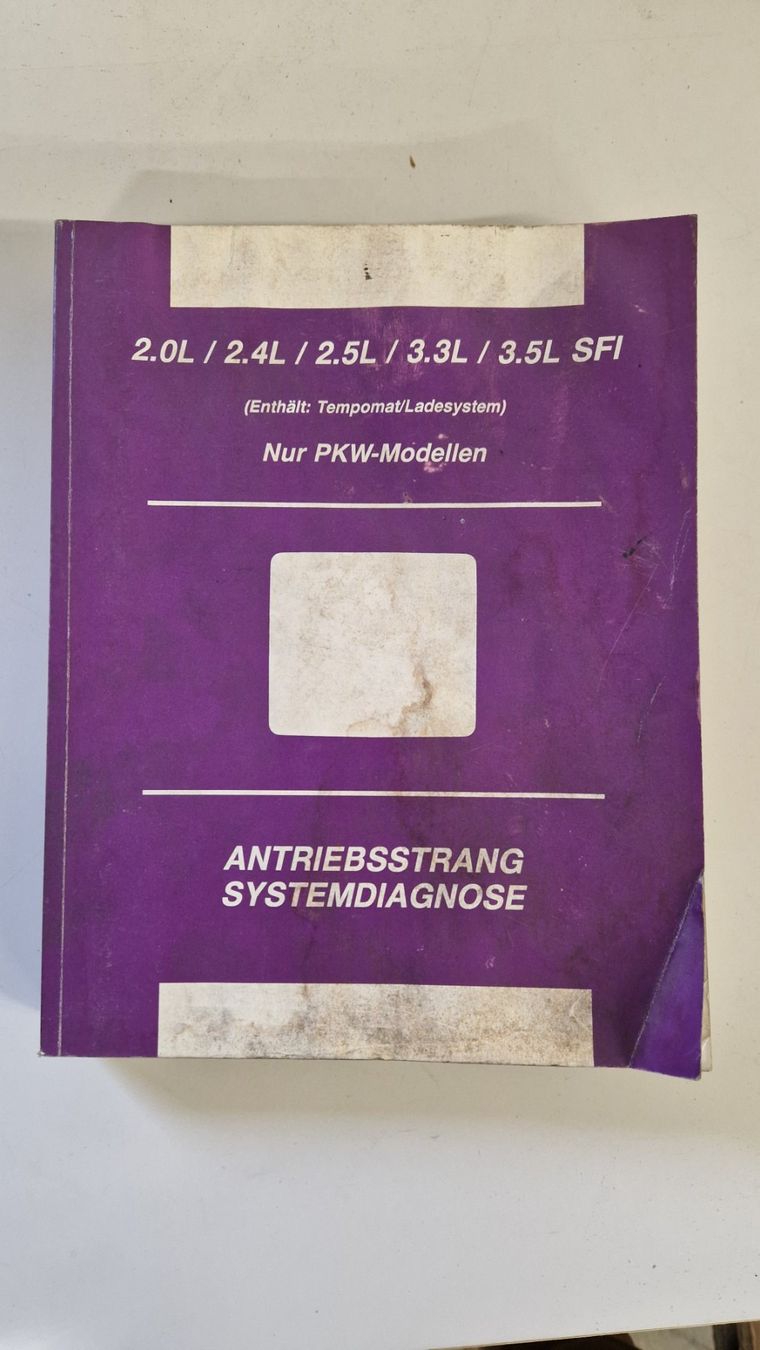 2.0L / 2.4L / 2.5L / 3.3L / 3.5L SFI
(Enthält: Tempomat/Ladesystem)
Nur PKW-Modellen
ANTRIEBSSTRANG
SYSTEMDIAGNOSE